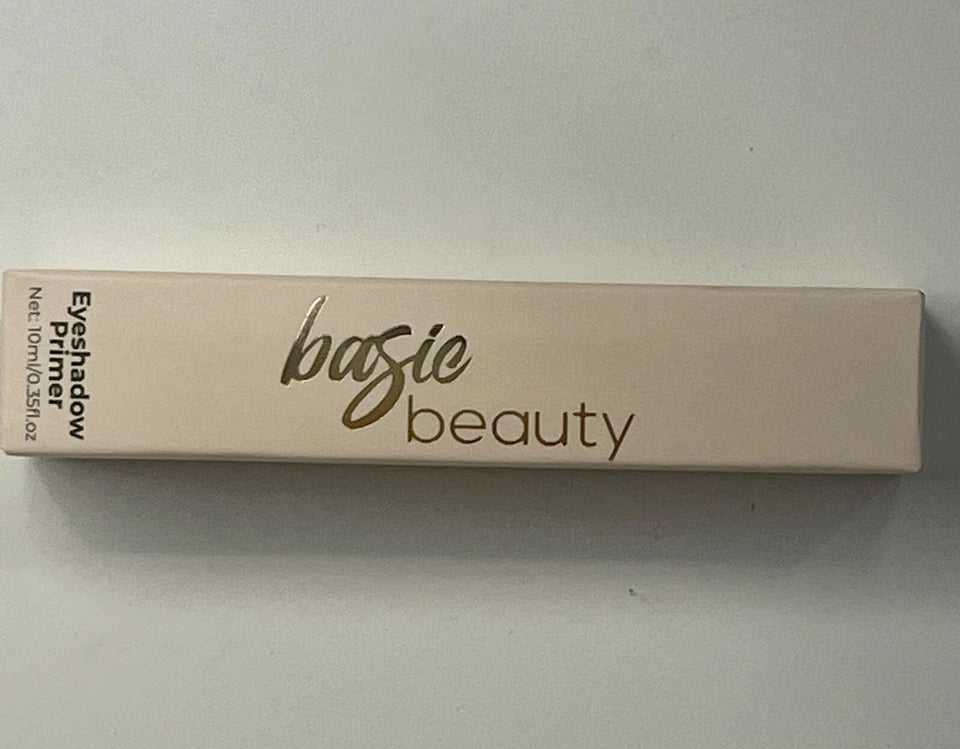 basic
beauty
Eyeshadow
Primer
Net: 10ml/0.35fl.oz